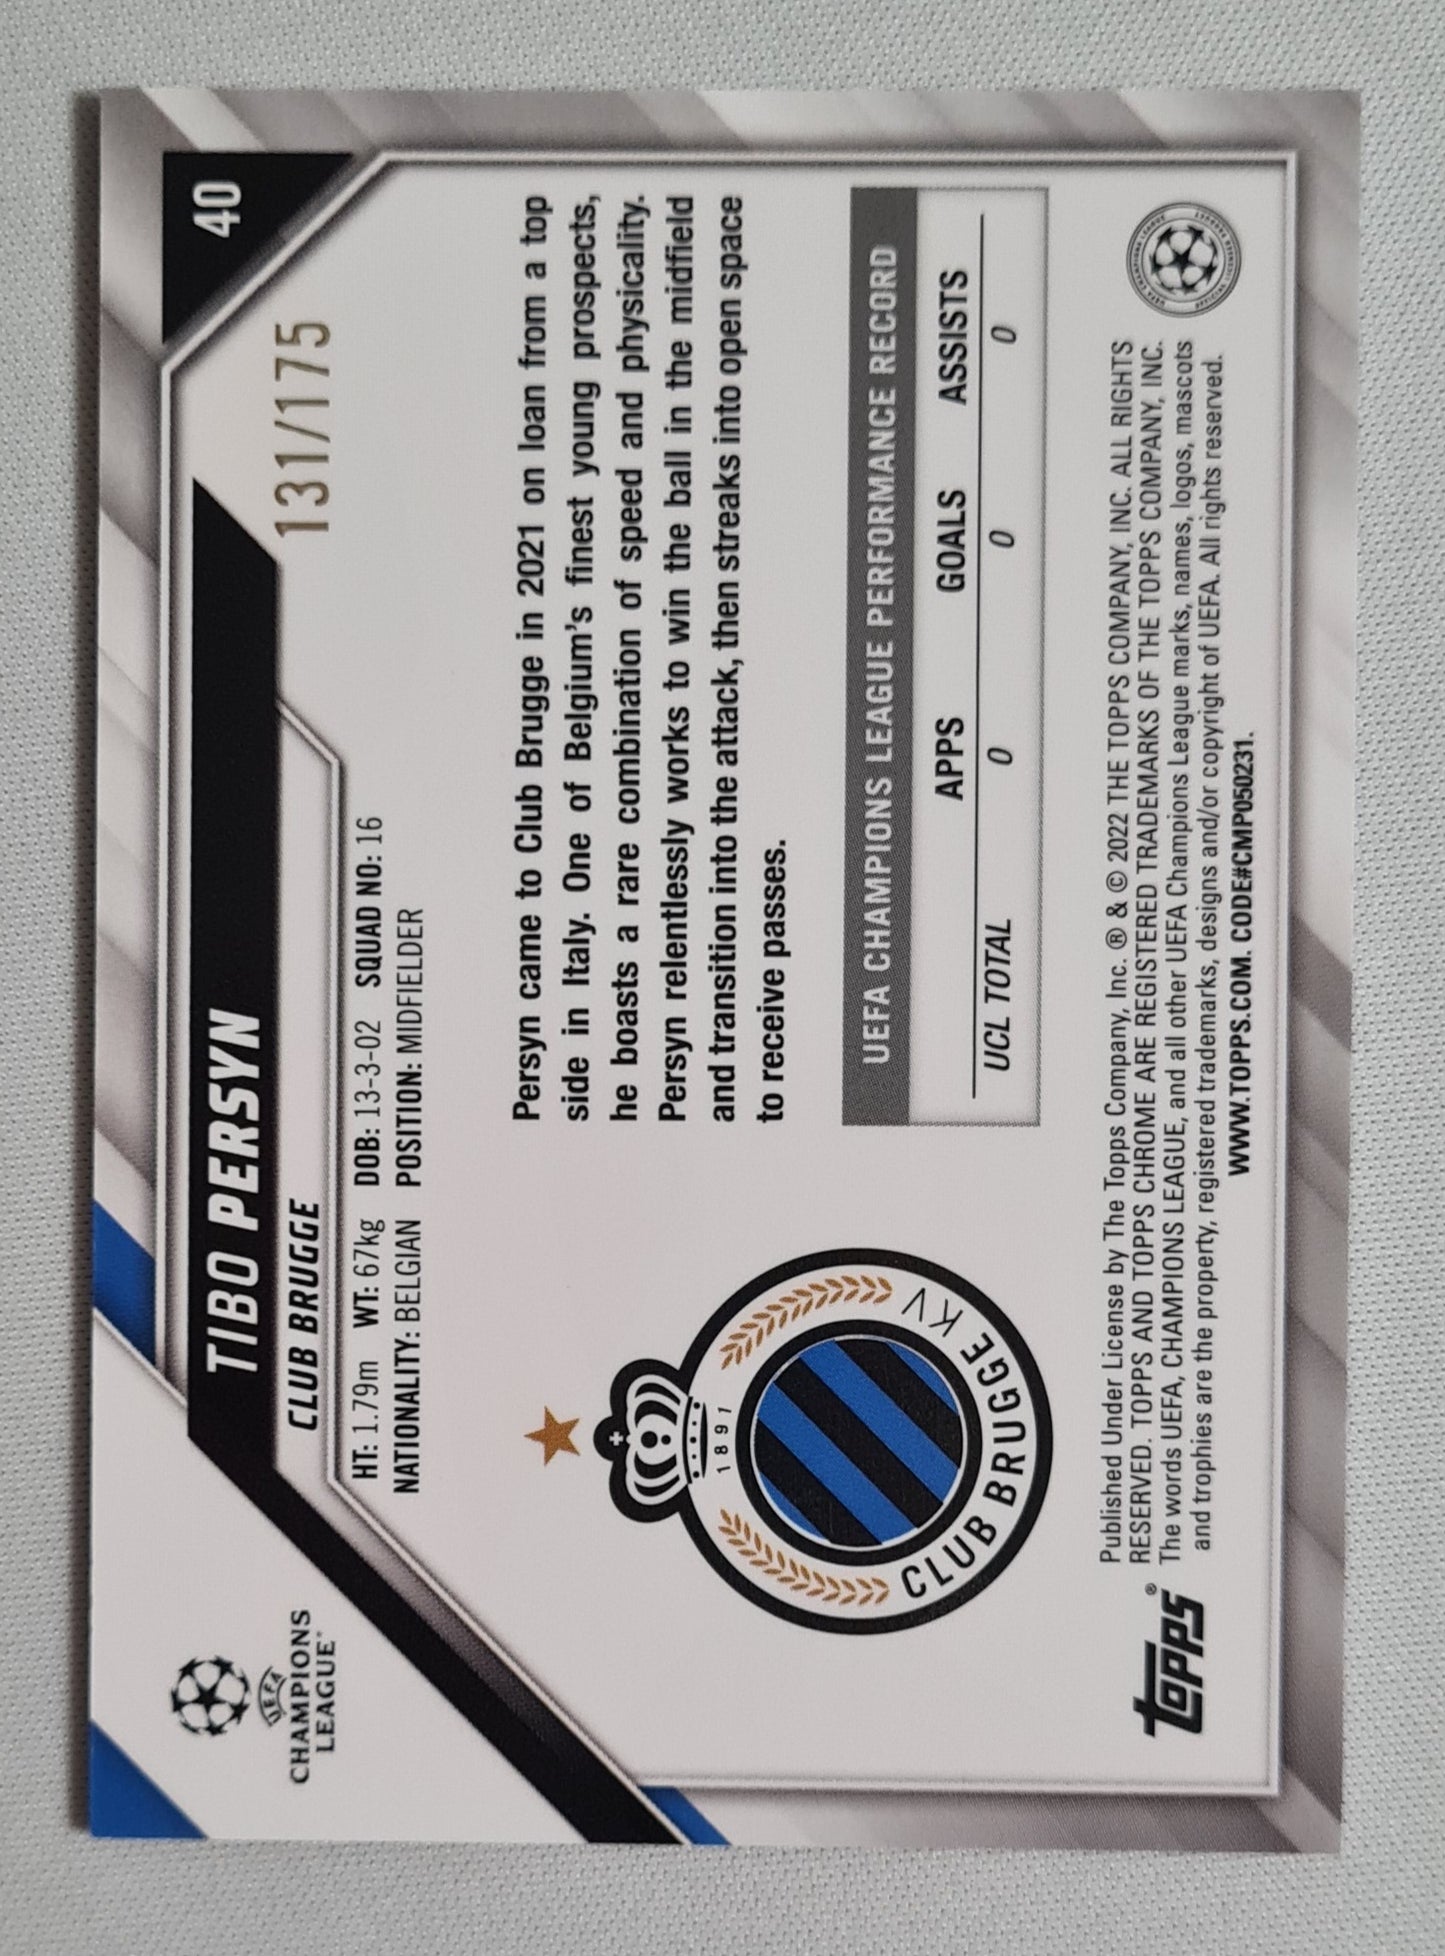 UEFA
CHAMPIONS
LEAGUE
TIBO PERSYN
40
CLUB BRUGGE
131/175
HT: 1.79m WT: 67kg DOB: 13-3-02 SQUAD NO: 16
NATIONALITY: BELGIAN POSITION: MIDFIELDER
1891
CLUB BRUGGE KV
Persyn came to Club Brugge in 2021 on loan from a top
side in Italy. One of Belgium's finest young prospects,
he boasts a rare combination of speed and physicality.
Persyn relentlessly works to win the ball in the midfield
and transition into the attack, then streaks into open space
to receive passes.
UEFA CHAMPIONS LEAGUE PERFORMANCE RECORD
APPS GOALS ASSISTS
UCL TOTAL 0 0 0
topps®
Published Under License by The Topps Company, Inc. ® & © 2022 THE TOPPS COMPANY, INC. ALL RIGHTS
RESERVED. TOPPS AND TOPPS CHROME ARE REGISTERED TRADEMARKS OF THE TOPPS COMPANY, INC.
The words UEFA, CHAMPIONS LEAGUE, and all other UEFA Champions League marks, names, logos, mascots
and trophies are the property, registered trademarks, designs and/or copyright of UEFA. All rights reserved.
WWW.TOPPS.COM. CODE#CMP050231.